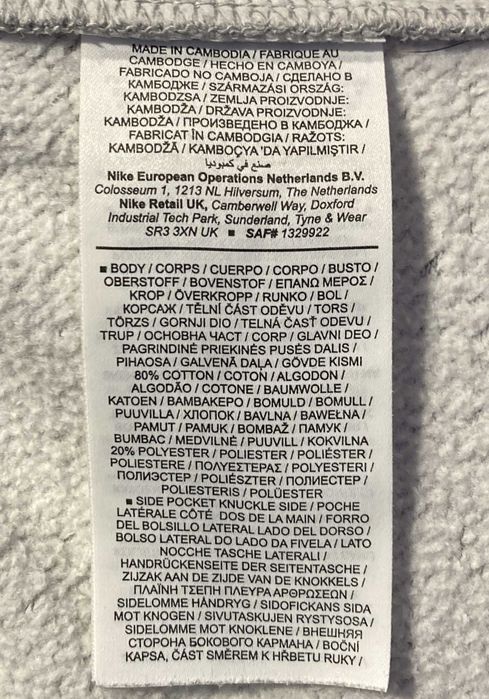 MADE IN CAMBODIA / FABRIQUE AU
CAMBODGE / HECHO EN CAMBOYA /
FABRICADO NO CAMBOJA / СДЕЛАНО В
КАМБОДЖЕ / SZÁRMAZÁSI ORSZÁG:
KAMBODZSA / ZEMLJA PROIZVODNJE:
KAMBODŽA / DRŽAVA PROIZVODNJE:
KAMBODŽA / ПРОИЗВЕДЕНО В КАМБОДЖА /
FABRICAT ÎN CAMBODGIA / RAŽOTS:
KAMBODŽĀ / KAMBOÇYA 'DA YAPILMIŞTIR /
صنع في كمبوديا
Nike European Operations Netherlands B.V.
Colosseum 1, 1213 NL Hilversum, The Netherlands
Nike Retail UK, Camberwell Way, Doxford
Industrial Tech Park, Sunderland, Tyne & Wear
SR3 3XN UK ■ SAF# 1329922
■ BODY / CORPS / CUERPO / CORPO / BUSTO /
OBERSTOFF / BOVENSTOF / ΕΠΑΝΩ ΜΕΡΟΣ /
KROP / ÖVERKROPP / RUNKO / BOL /
КОРСАЖ / TĚLNÍ ČÁST ODĚVU / TORS /
TÖRZS / GORNJI DIO / TELNÁ ČASŤ ODEVU /
TRUP / ОСНОВНА ЧАСТ / CORP / GLAVNI DEO /
PAGRINDINĖ PRIEKINĖS PUSĖS DALIS /
PIHAOSA / GALVENĀ DAĻA / GÖVDE KISMI
80% COTTON / COTON / ALGODON /
ALGODÃO / COTONE / BAUMWOLLE /
KATOEN / ΒΑΜΒΑΚΕΡΟ / BOMULD / BOMULL /
PUUVILLA / ХЛОПОК / BAVLNA / BAWEŁNA /
PAMUT / PAMUK / BOMBAŽ / ПАМУК /
BUMBAC / MEDVILNĖ / PUUVILL / KOKVILNA
20% POLYESTER / POLIESTER / POLIÉSTER /
POLIESTERE / ΠΟΛΥΕΣΤΕΡΑΣ / POLYESTERI /
ПОЛИЭСТЕР / POLIÉSZTER / ПОЛИЕСТЕР /
POLIESTERIS / POLÜESTER
■ SIDE POCKET KNUCKLE SIDE / POCHE
LATÉRALE CÔTÉ DOS DE LA MAIN / FORRO
DEL BOLSILLO LATERAL LADO DEL DORSO /
BOLSO LATERAL DO LADO DA FIVELA / LATO
NOCCHE TASCHE LATERALI /
HANDRÜCKENSEITE DER SEITENTASCHE /
ZIJZAK AAN DE ZIJDE VAN DE KNOKKELS /
ΠΛΑΪΝΗ ΤΣΕΠΗ ΠΛΕΥΡΑ ΑΡΘΡΩΣΕΩΝ /
SIDELOMME HÅNDRYG / SIDOFICKANS SIDA
MOT KNOGEN / SIVUTASKUJEN RYSTYSOSA /
SIDELOMME MOT KNOKLENE / ВНЕШНЯЯ
СТОРОНА БОКОВОГО КАРМАНА / BOČNÍ
KAPSA, ČÁST SMĚREM K HŘBETU RUKY /